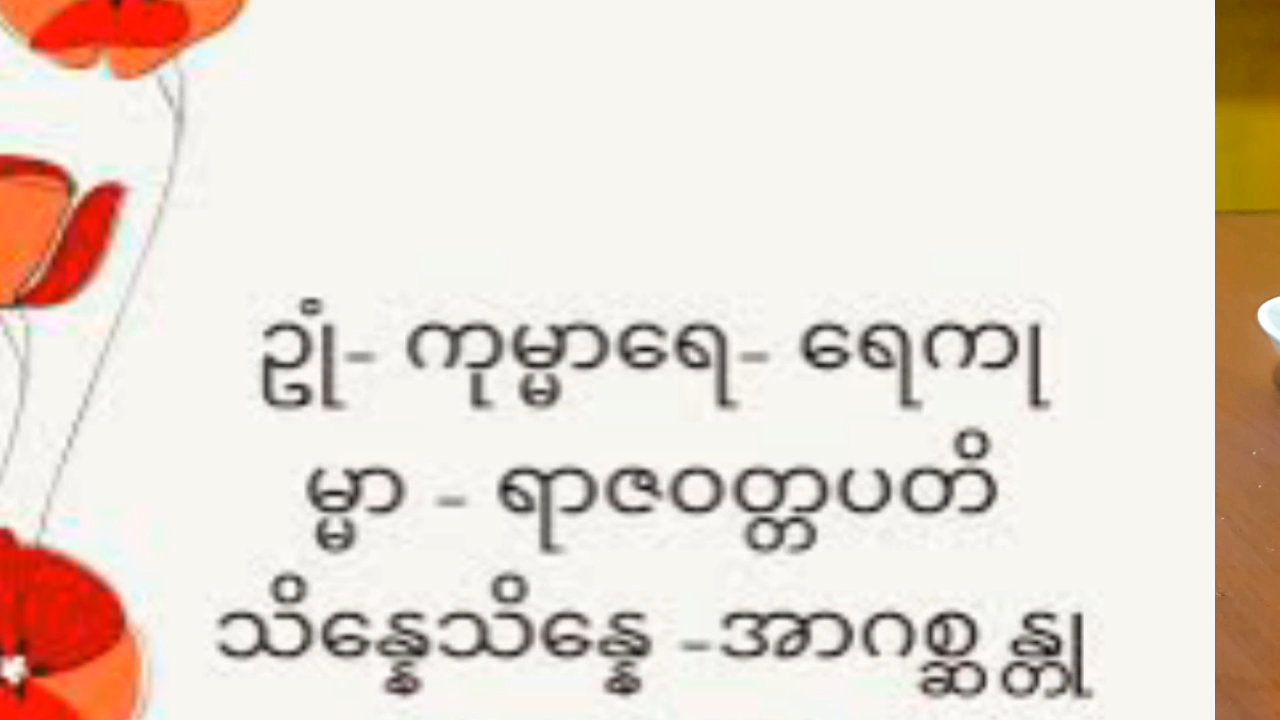 ဥုံ- ကုမ္မာရေ- ရေကု
မ္မာ - ရာဇဝတ္တပတိ
သိန္နေသိန္နေ -အာဂစ္ဆန္တု